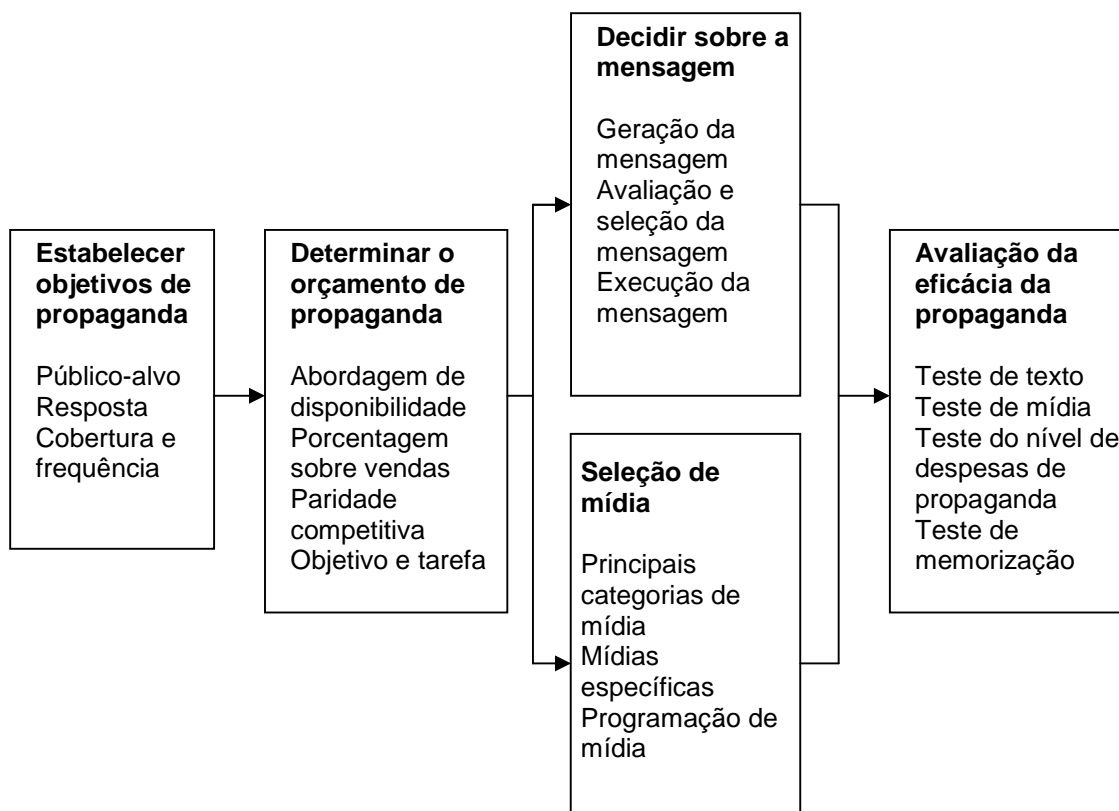 Estabelecer
objetivos de
propaganda
Público-alvo
Resposta
Cobertura e
frequência
Determinar o
orçamento de
propaganda
Abordagem de
disponibilidade
Porcentagem
sobre vendas
Paridade
competitiva
Objetivo e tarefa
Decidir sobre a
mensagem
Geração da
mensagem
Avaliação e
seleção da
mensagem
Execução da
mensagem
Seleção de
mídia
Principais
categorias de
mídia
Mídias
específicas
Programação de
mídia
Avaliação da
eficácia da
propaganda
Teste de texto
Teste de mídia
Teste do nível de
despesas de
propaganda
Teste de
memorização